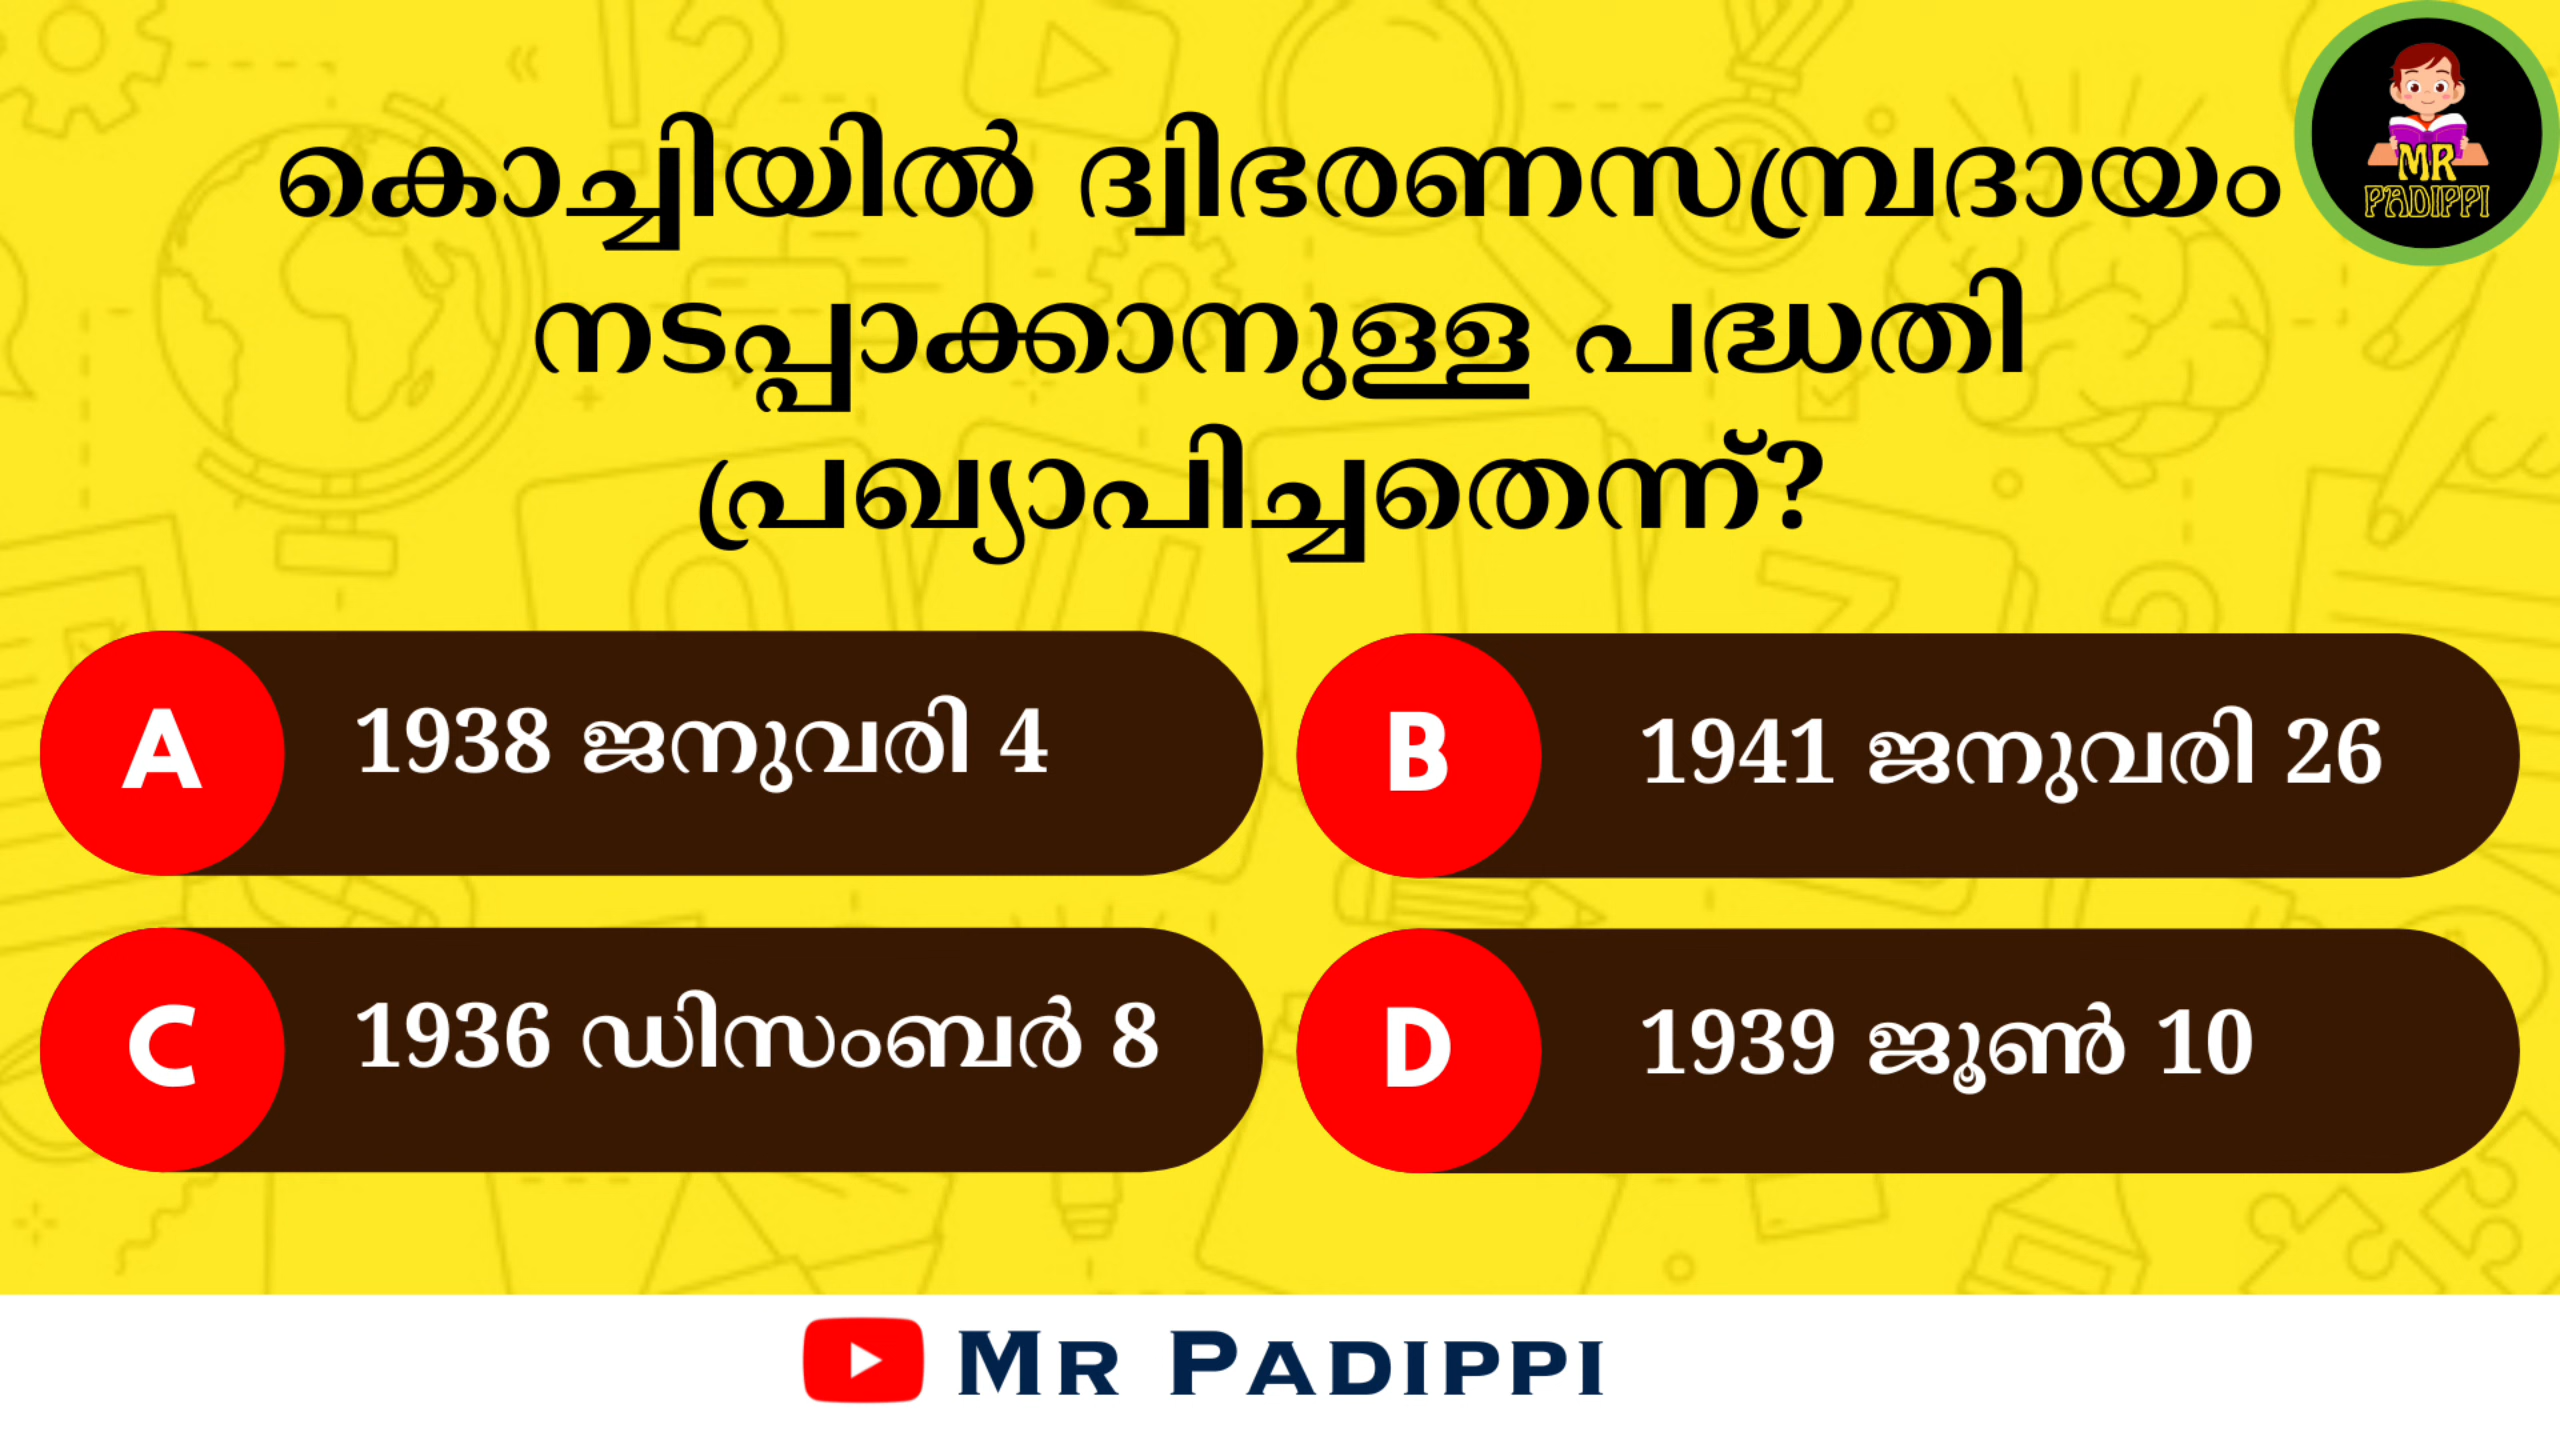 കൊച്ചിയിൽ ദ്വിഭരണസമ്പ്രദായം
നടപ്പാക്കാനുള്ള പദ്ധതി
പ്രഖ്യാപിച്ചതെന്ന്?
A 1938 ജനുവരി 4
B 1941 ജനുവരി 26
C 1936 ഡിസംബർ 8
D 1939 ജൂൺ 10
MR
PADIPPI
MR PADIPPI